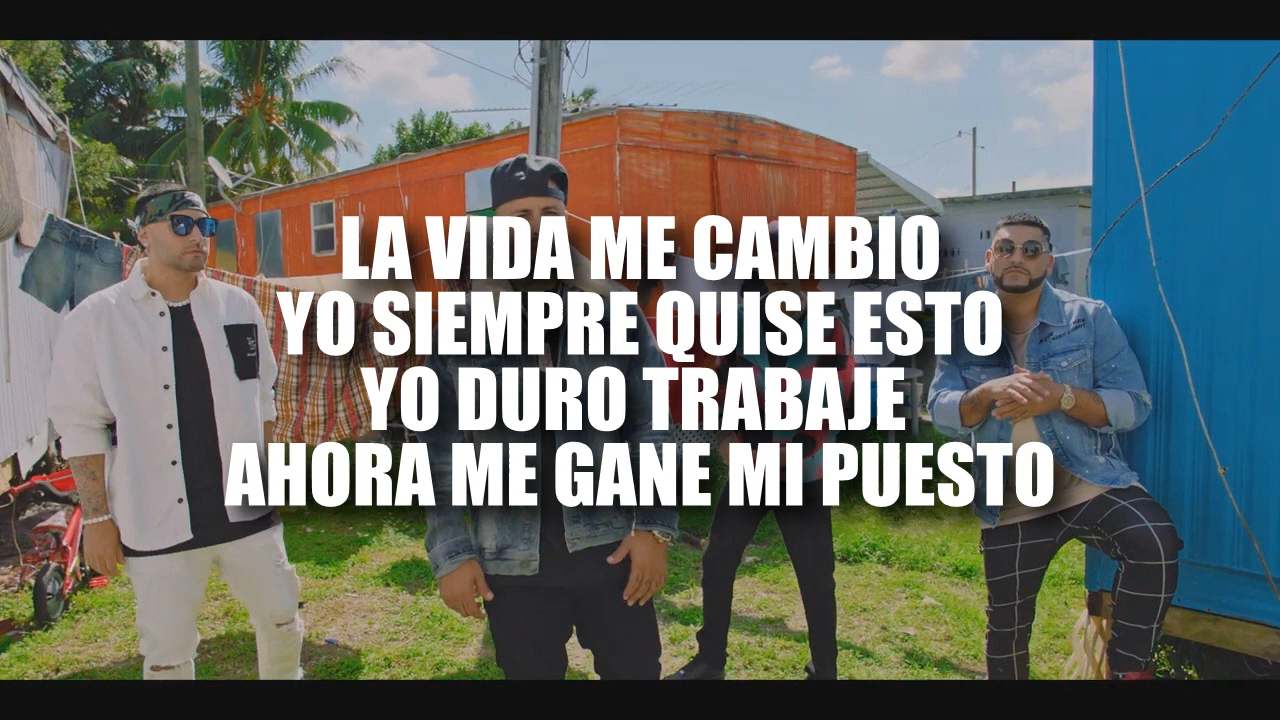 LA VIDA ME CAMBIO
YO SIEMPRE QUISE ESTO
YO DURO TRABAJE
AHORA ME GANE MI PUESTO